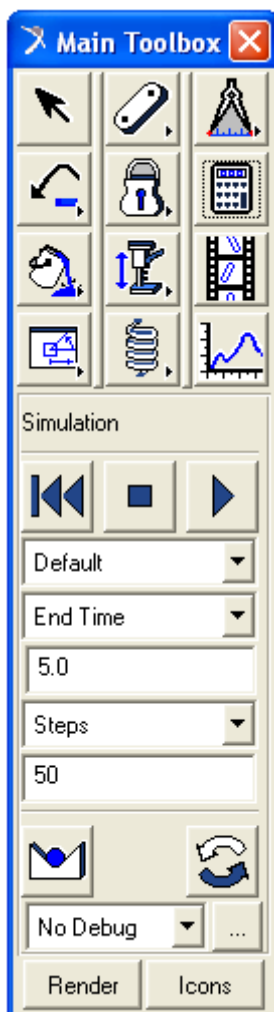 Main Toolbox
Simulation
Default
End Time
5.0
Steps
50
No Debug
...
Render Icons